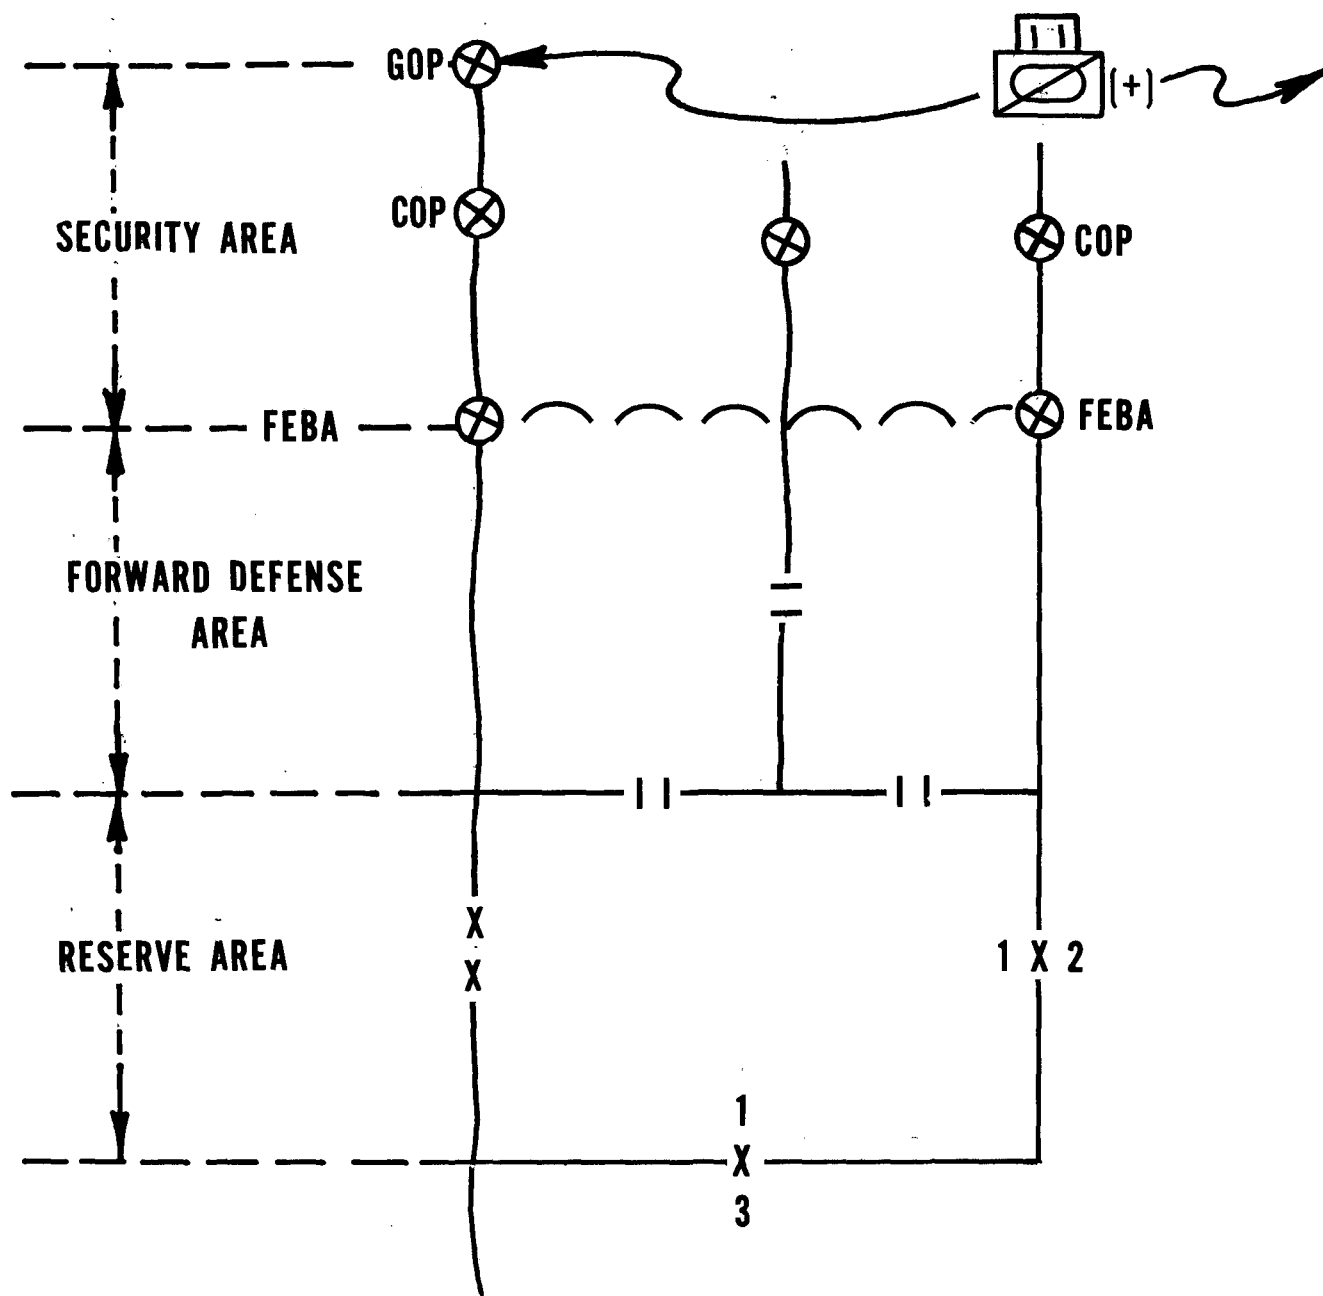 GOP
(+)
COP
COP
SECURITY AREA
FEBA
FEBA
FORWARD DEFENSE
AREA
X
X
RESERVE AREA
1 X 2
1
X
3